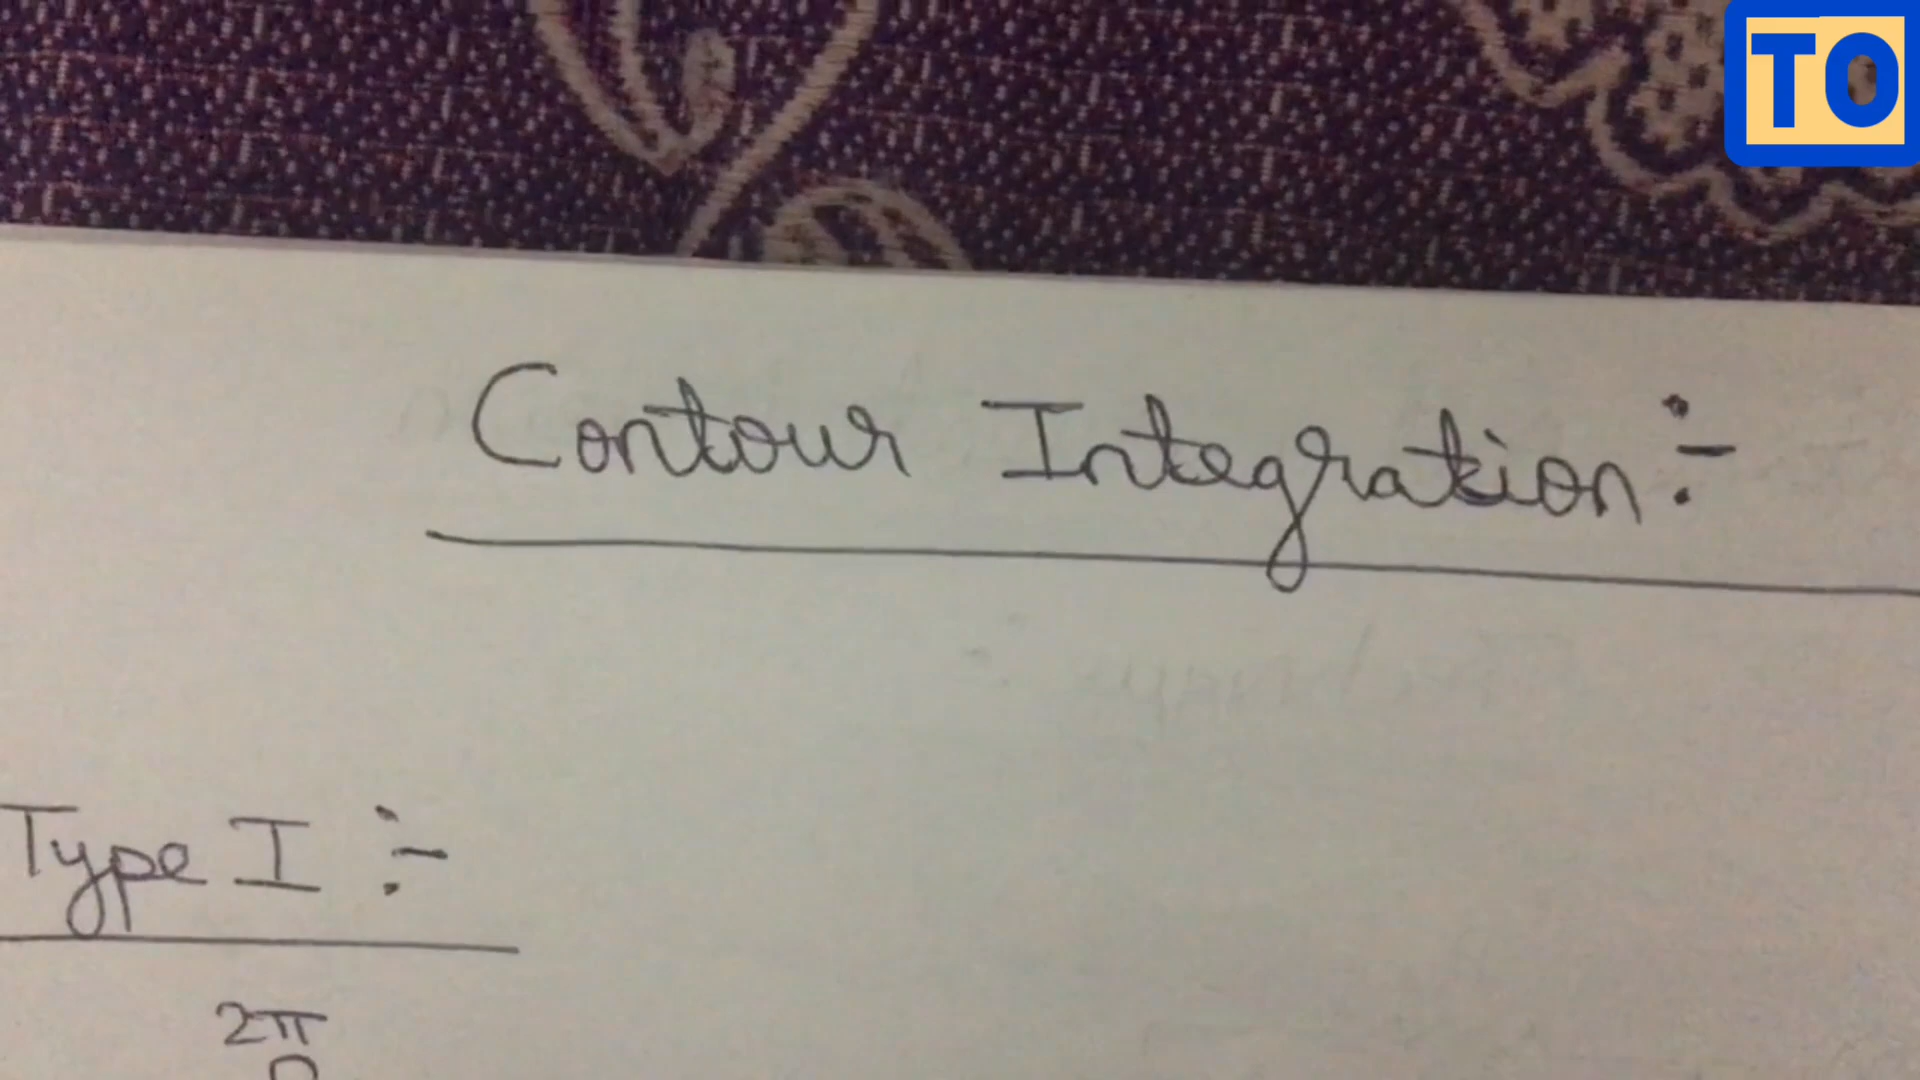 TO
Contour Integration :-
Type I :-
2π